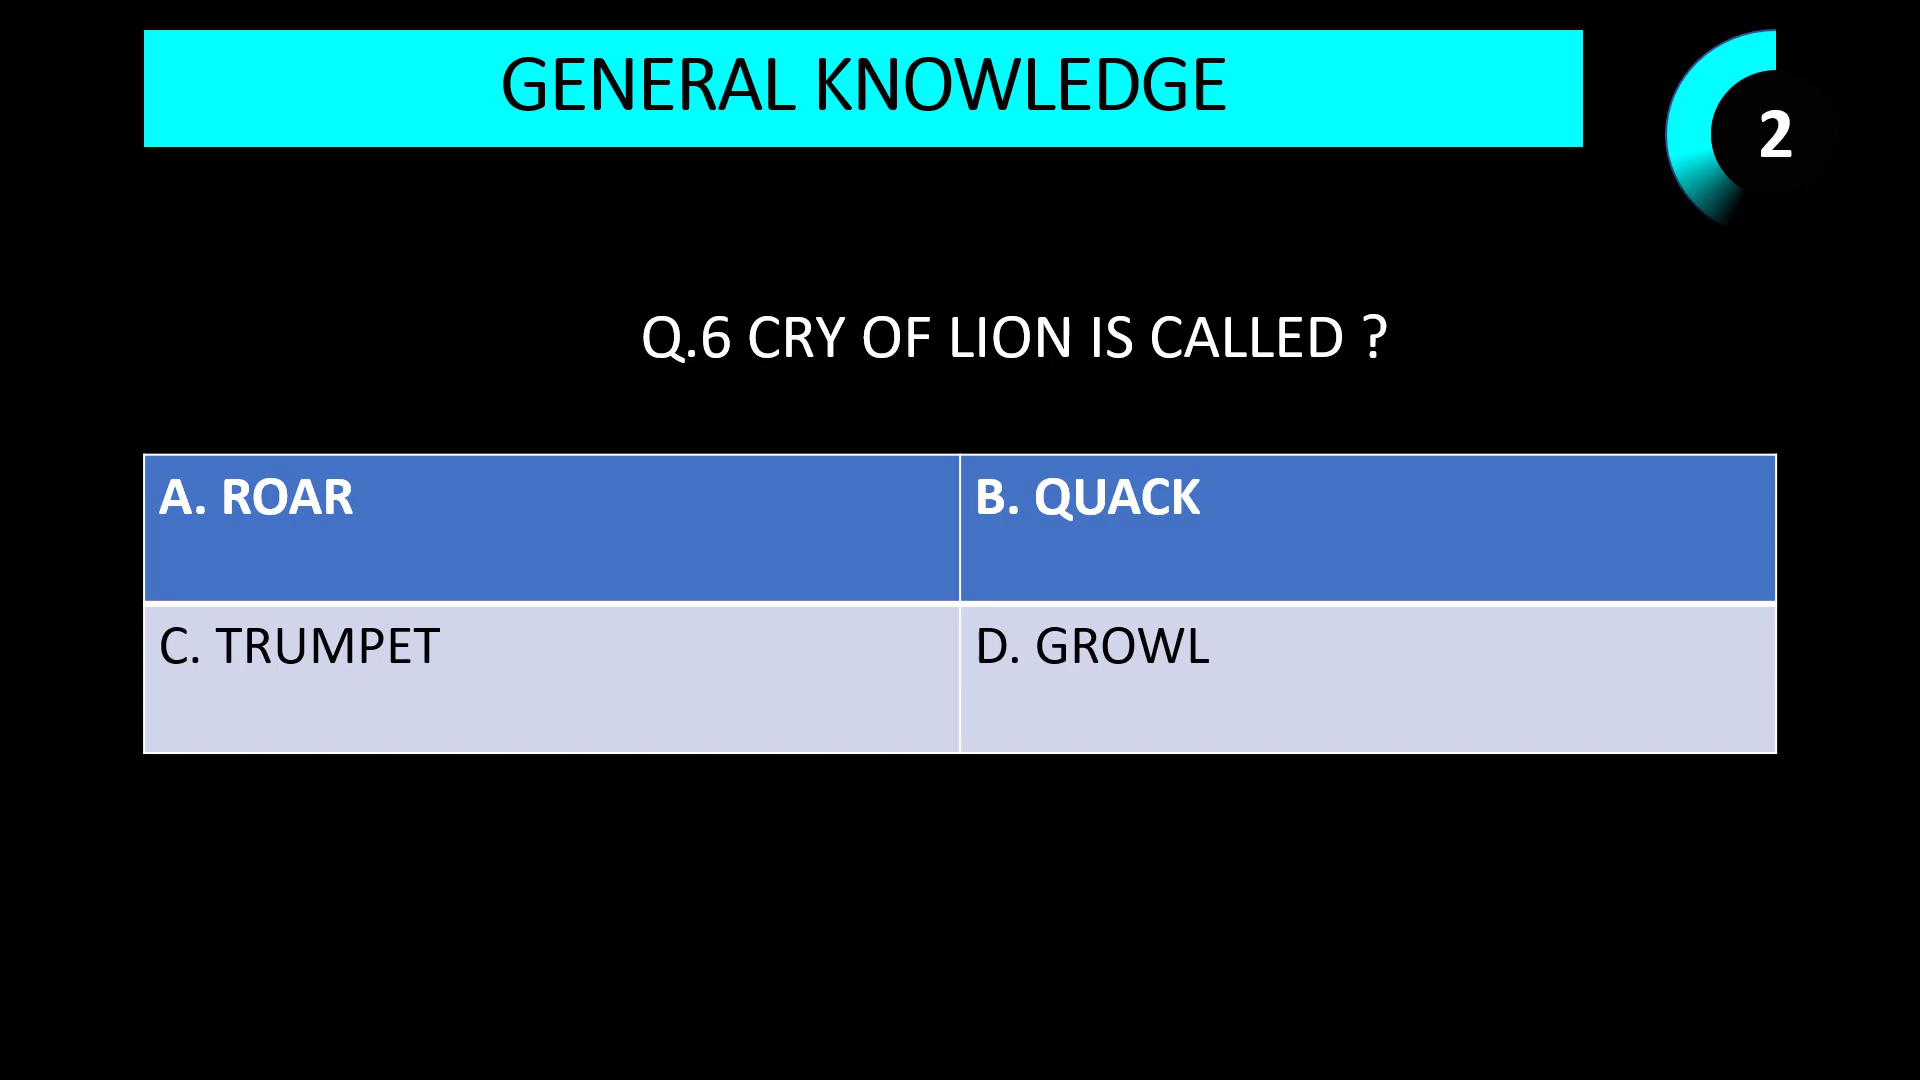 GENERAL KNOWLEDGE
2
Q.6 CRY OF LION IS CALLED ?
A. ROAR
B. QUACK
C. TRUMPET
D. GROWL